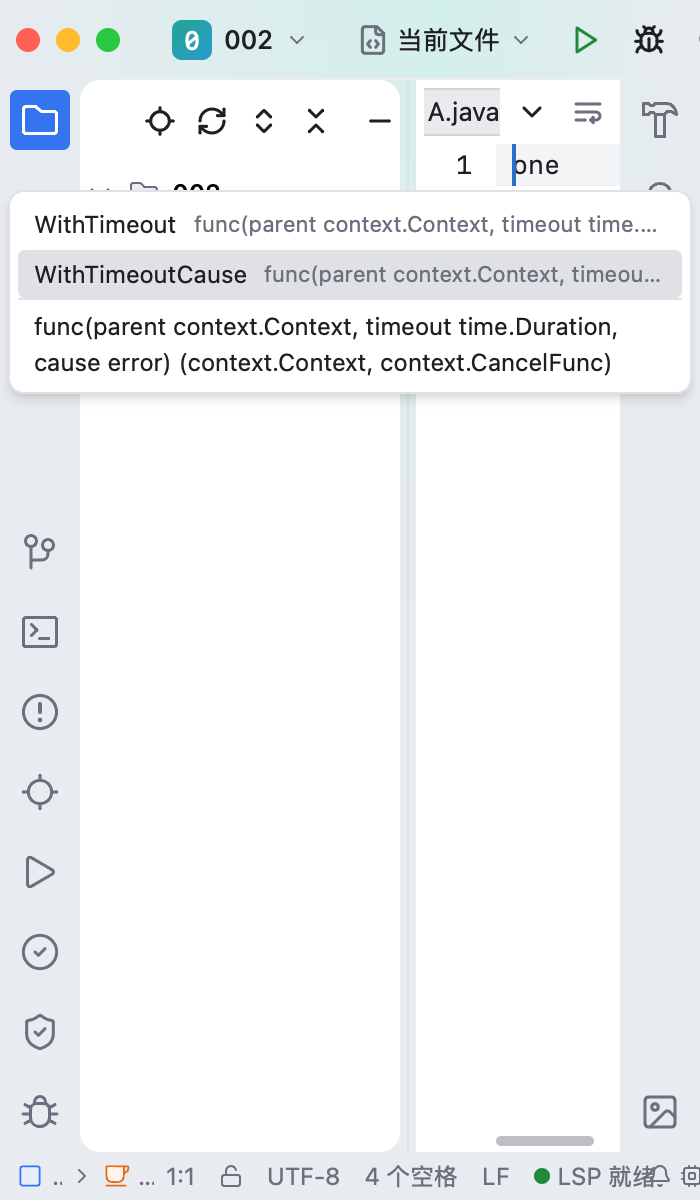 0 002 当前文件
A.java
1 one
002
WithTimeout func(parent context.Context, timeout time.…
WithTimeoutCause func(parent context.Context, timeou…
func(parent context.Context, timeout time.Duration,
cause error) (context.Context, context.CancelFunc)
.. … 1:1 UTF-8 4 个空格 LF LSP 就绪